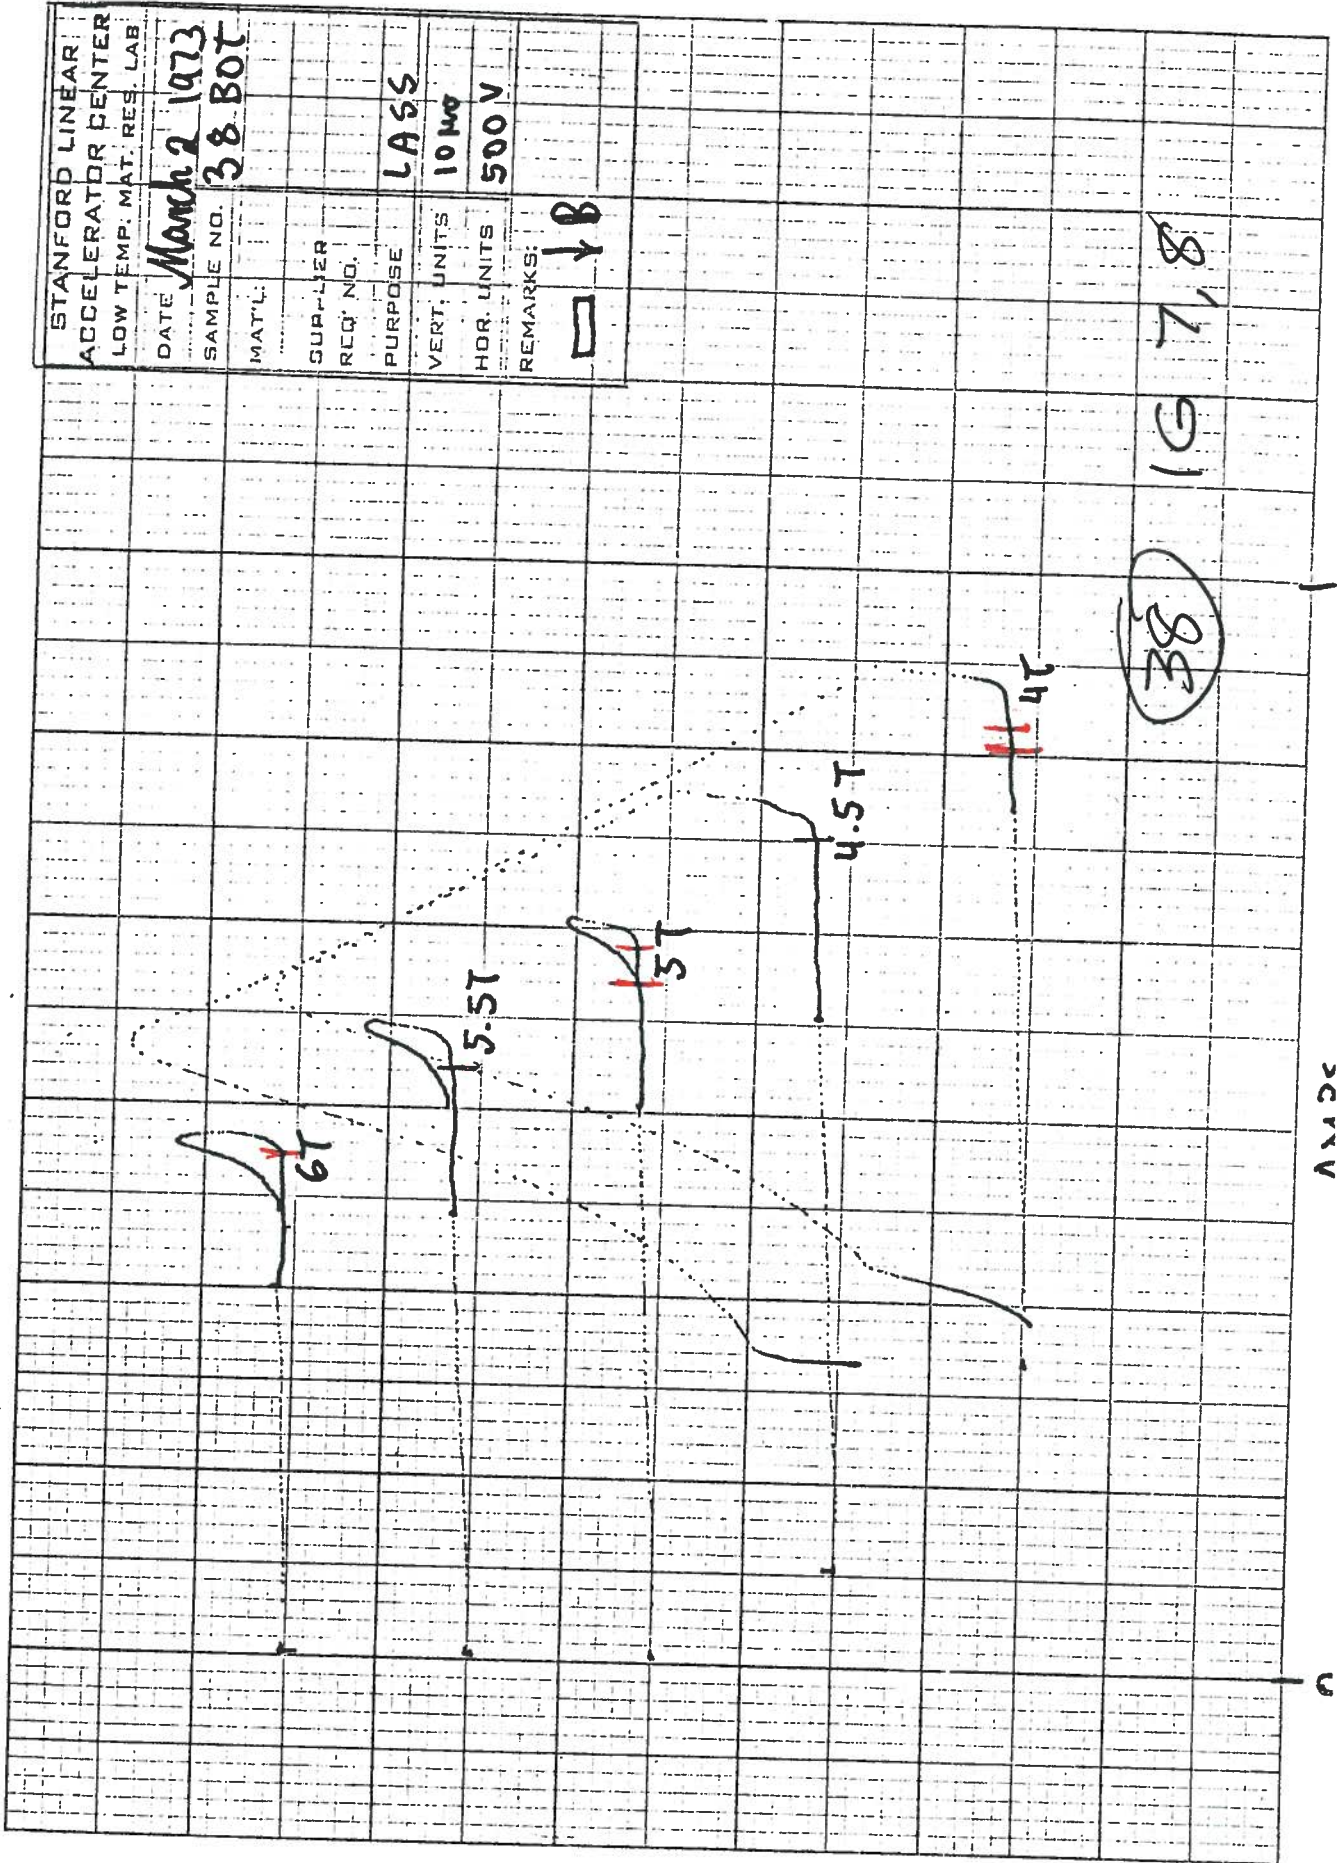 STANFORD LINEAR
ACCELERATOR CENTER
LOW TEMP. MAT. RES. LAB
DATE March 2 1973
SAMPLE NO. 38 BOT
MAT'L.
SUPPLIER
REQ' NO.
PURPOSE LASS
VERT. UNITS 10 µv
HOR. UNITS 500 V
REMARKS:
B
6T
5.5T
5T
4.5T
4T
38 1G 7,8